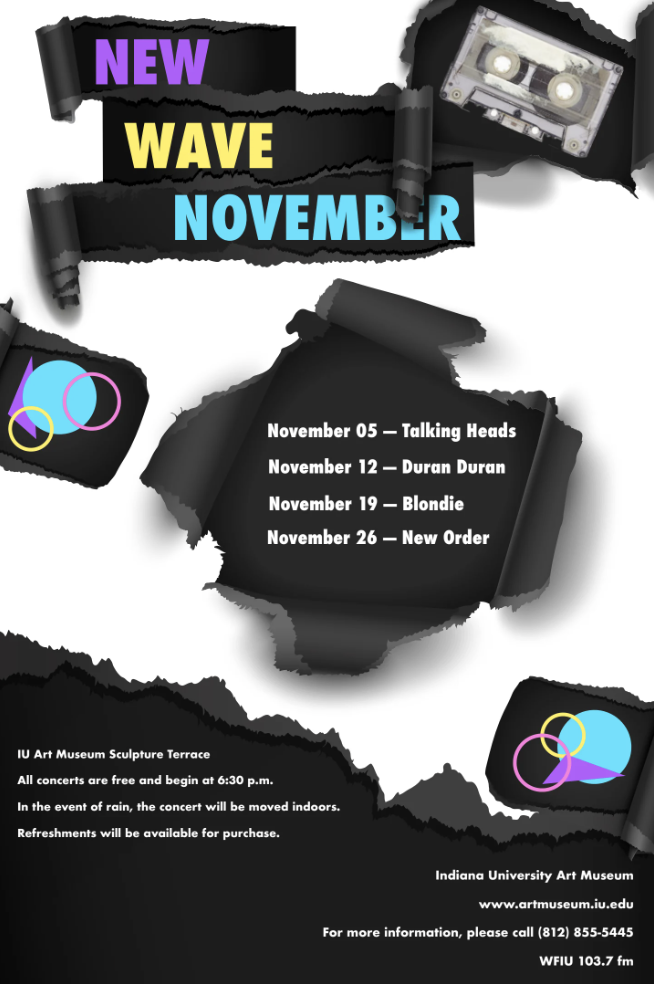 NEW
WAVE
NOVEMBER
November 05 — Talking Heads
November 12 — Duran Duran
November 19 — Blondie
November 26 — New Order
IU Art Museum Sculpture Terrace
All concerts are free and begin at 6:30 p.m.
In the event of rain, the concert will be moved indoors.
Refreshments will be available for purchase.
Indiana University Art Museum
www.artmuseum.iu.edu
For more information, please call (812) 855-5445
WFIU 103.7 fm